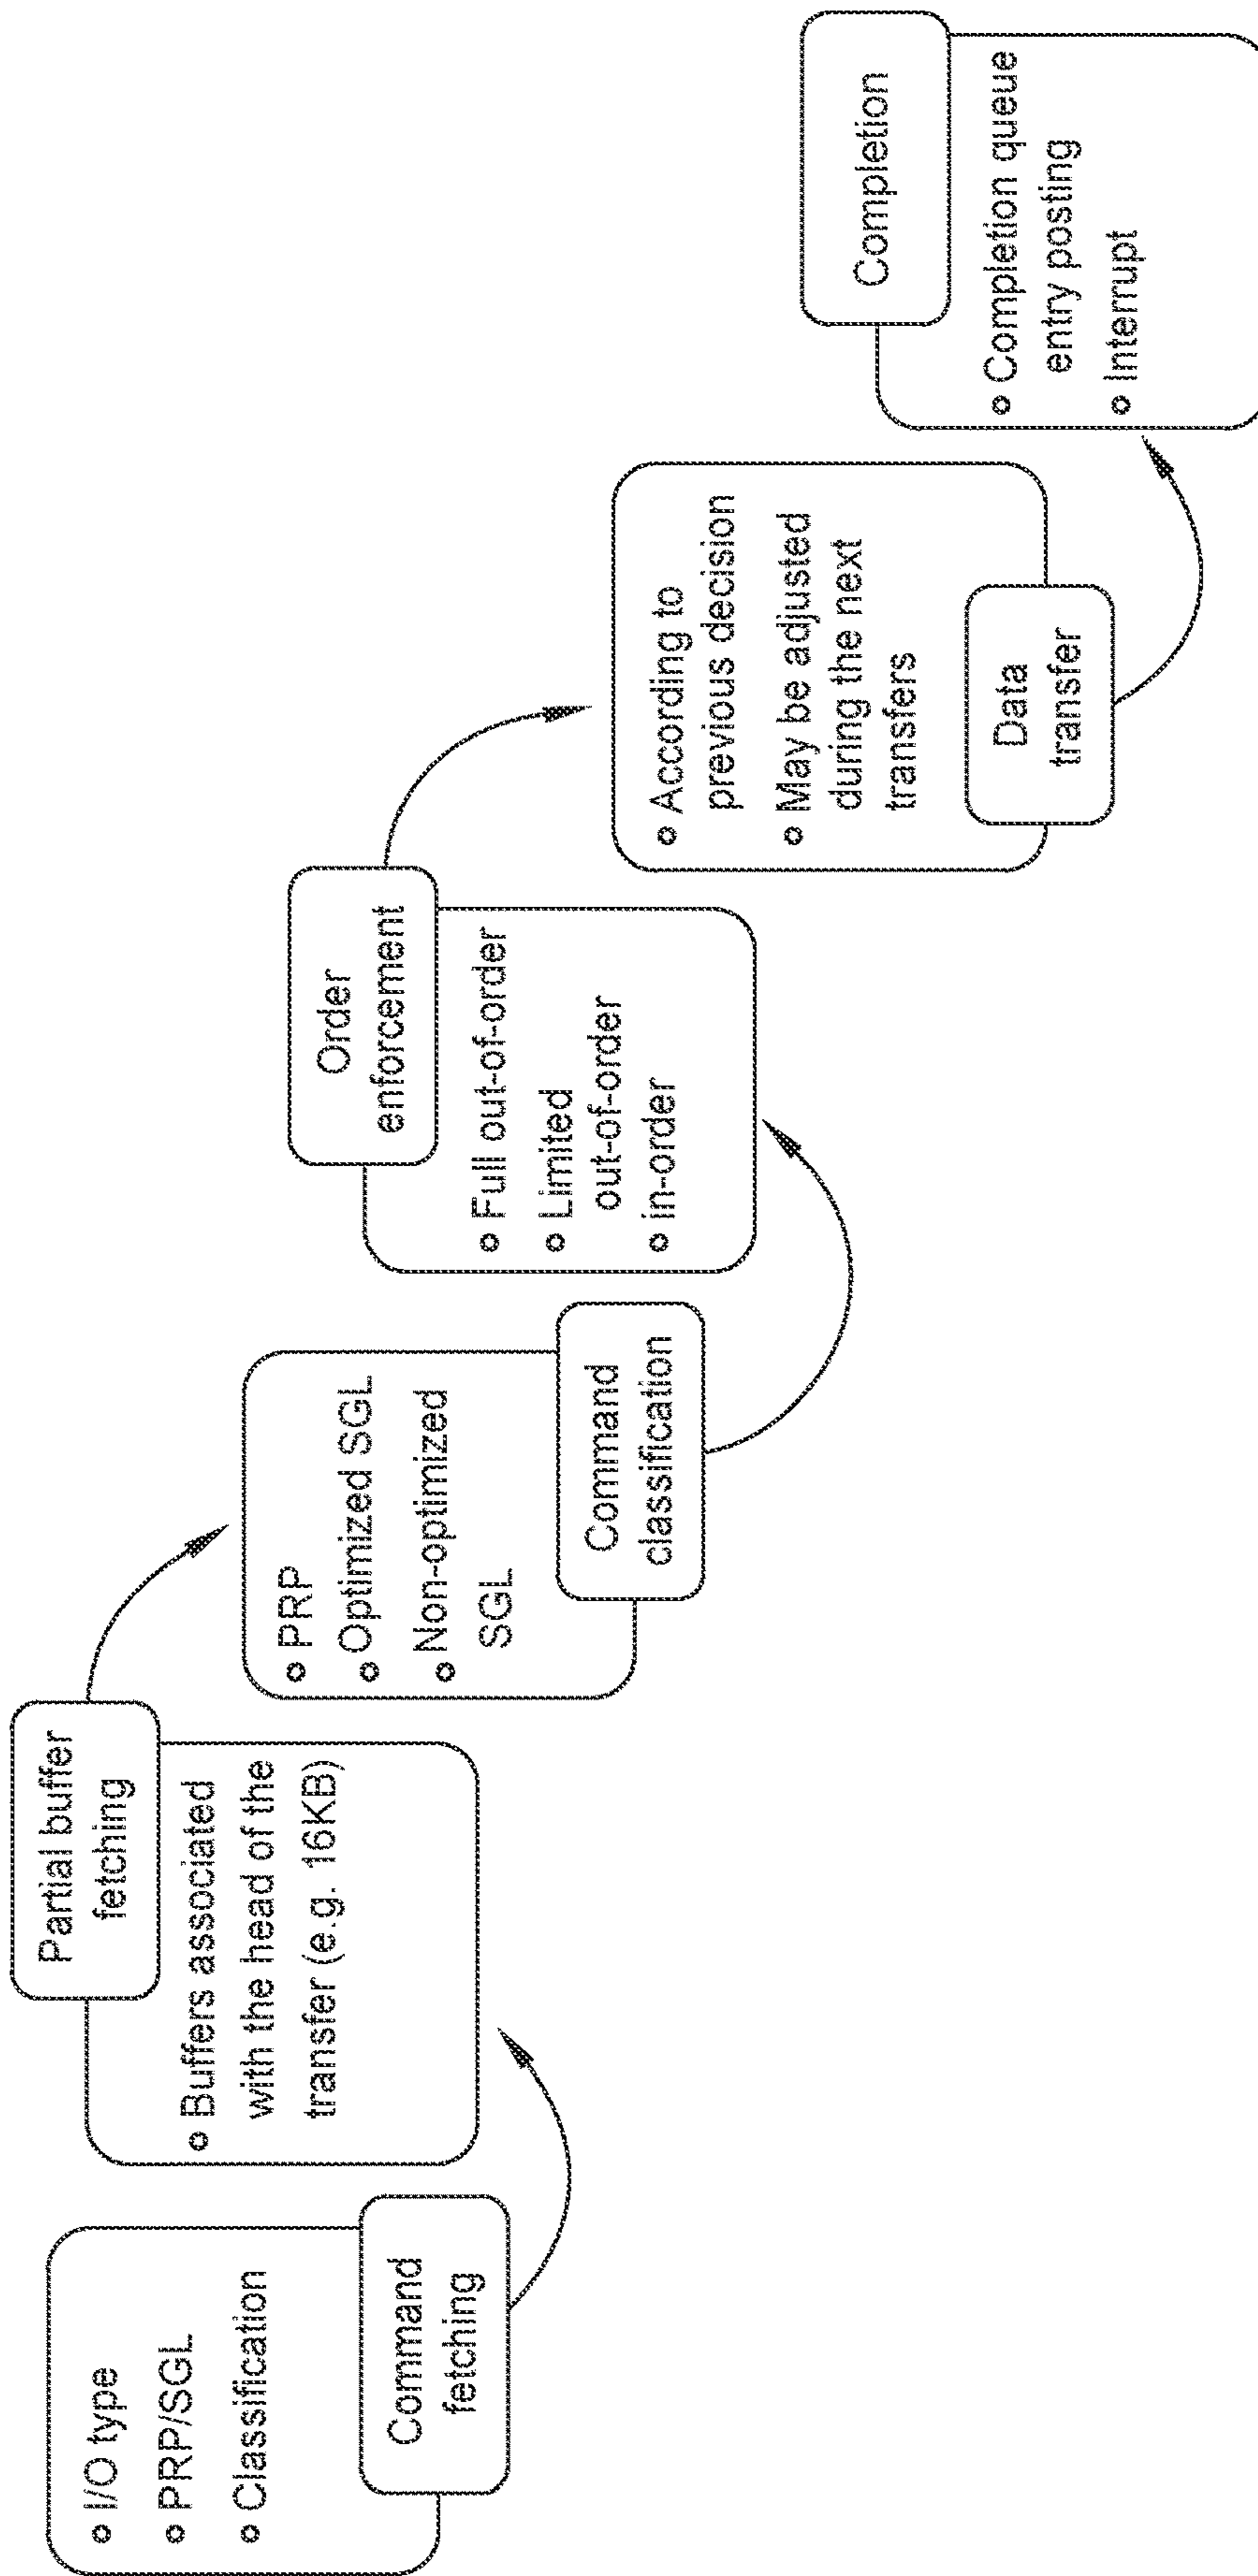 • I/O type
• PRP/SGL
• Classification
Command
fetching
Partial buffer
fetching
• Buffers associated
with the head of the
transfer (e.g. 16KB)
• PRP
• Optimized SGL
• Non-optimized
SGL
Command
classification
Order
enforcement
• Full out-of-order
• Limited
out-of-order
• in-order
• According to
previous decision
• May be adjusted
during the next
transfers
Data
transfer
Completion
• Completion queue
entry posting
• Interrupt